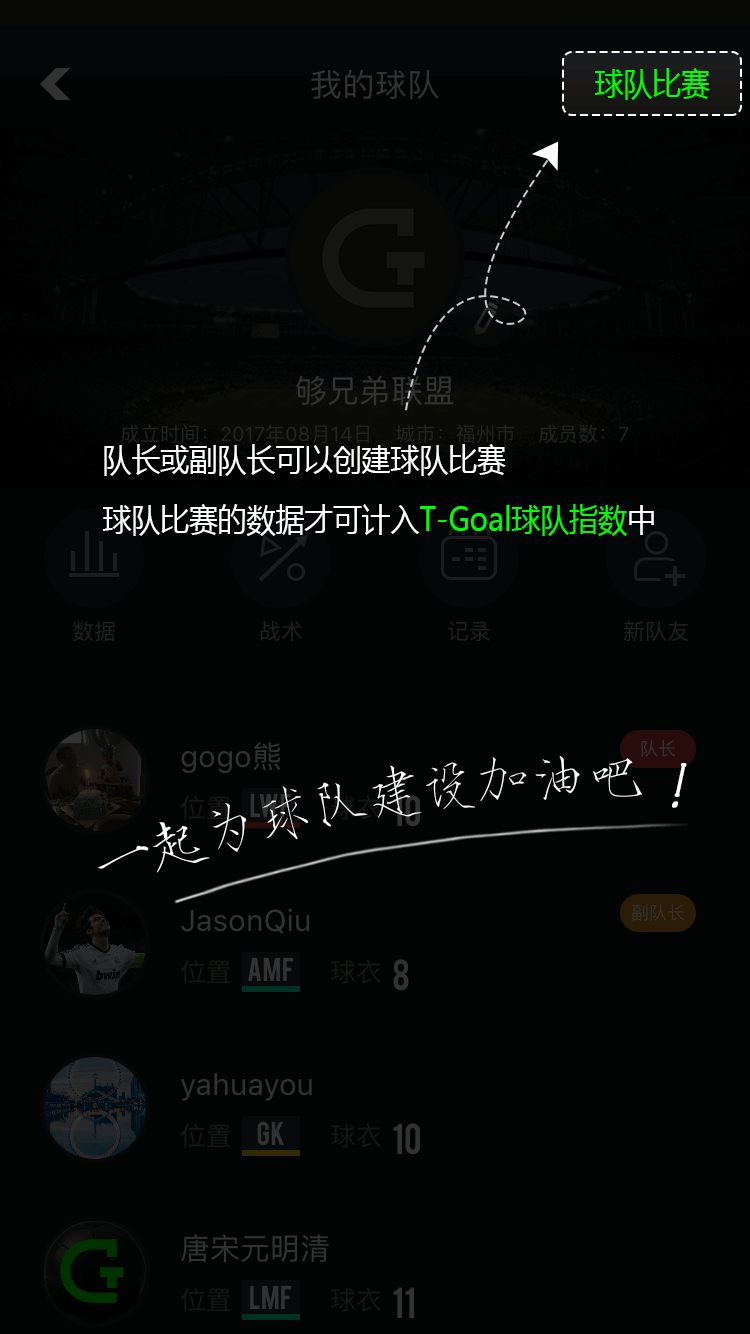 我的球队
球队比赛
够兄弟联盟
成立时间：2017年08月14日 城市：福州市 成员数：7
队长或副队长可以创建球队比赛
球队比赛的数据才可计入T-Goal球队指数中
数据 战术 记录 新队友
gogo熊 队长
位置 LWF 球衣 10
一起为球队建设加油吧！
JasonQiu 副队长
位置 AMF 球衣 8
bwin
yahuayou
位置 GK 球衣 10
唐宋元明清
位置 LMF 球衣 11